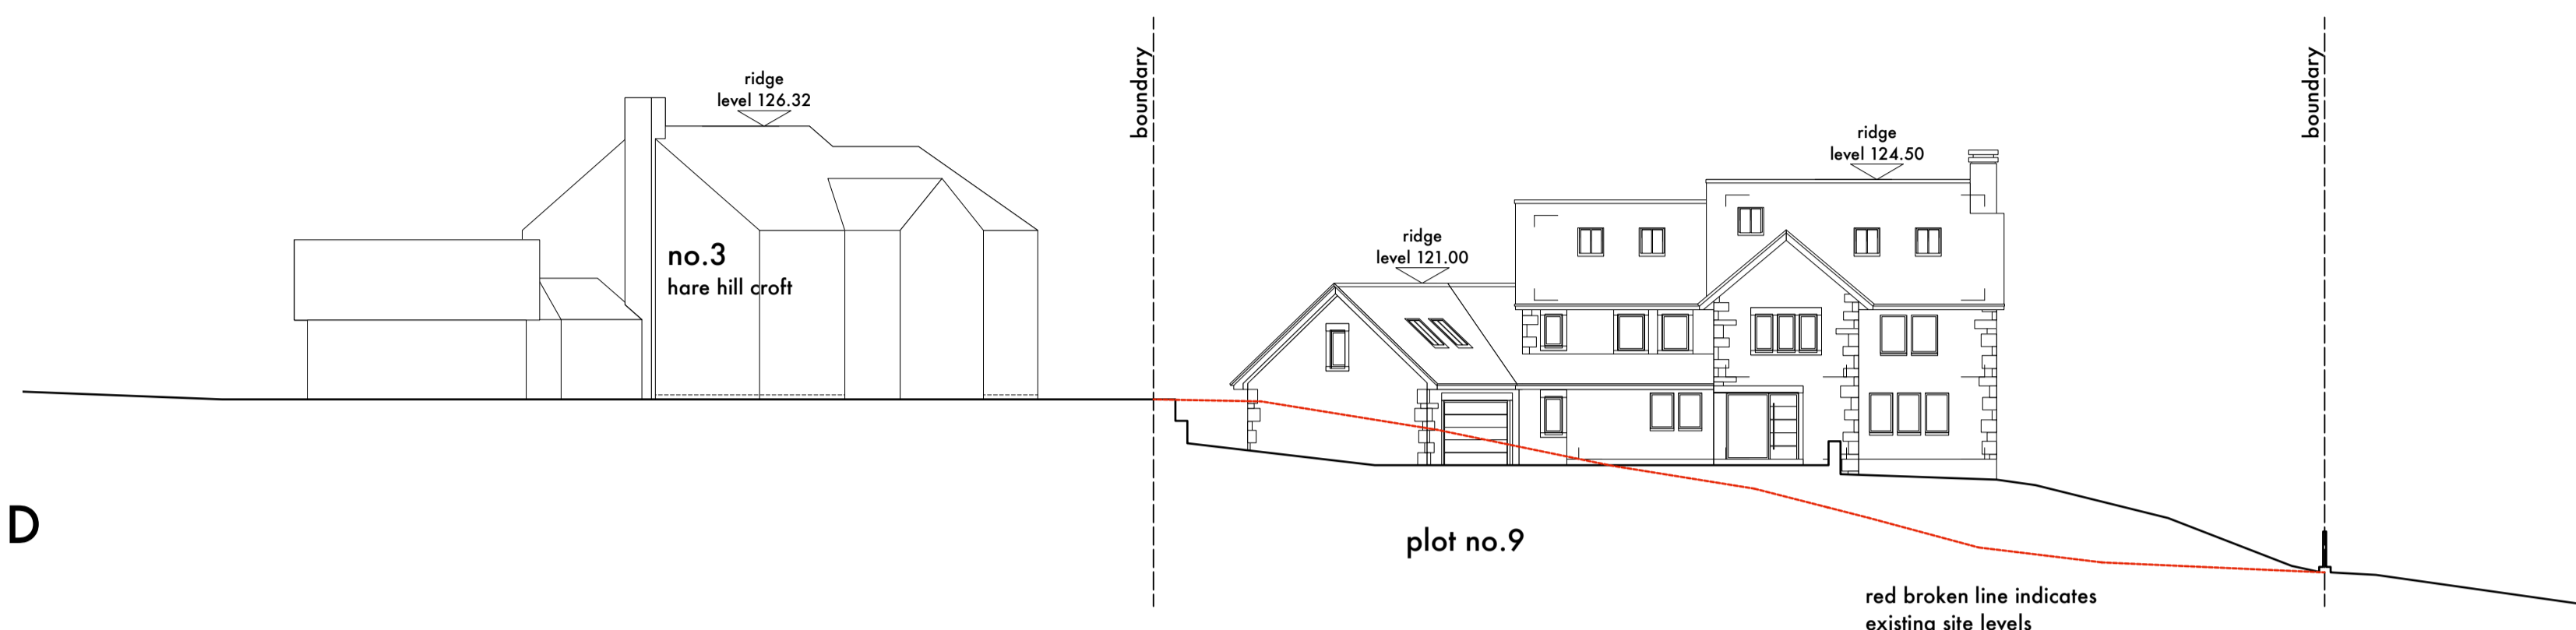 ridge
level 126.32
boundary
ridge
level 124.50
boundary
ridge
level 121.00
no.3
hare hill croft
D
plot no.9
red broken line indicates
existing site levels